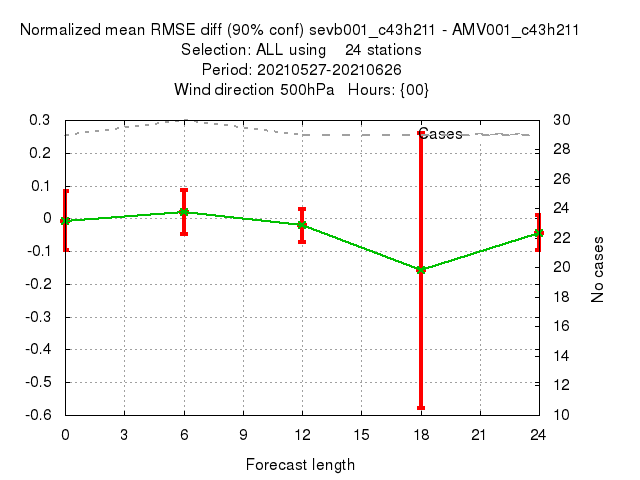 Normalized mean RMSE diff (90% conf) sevb001_c43h211 - AMV001_c43h211
Selection: ALL using    24 stations
Period: 20210527-20210626
Wind direction 500hPa   Hours: {00}
Cases
0.3
0.2
0.1
0
-0.1
-0.2
-0.3
-0.4
-0.5
-0.6
30
28
26
24
22
20
18
16
14
12
10
No cases
0 3 6 9 12 15 18 21 24
Forecast length